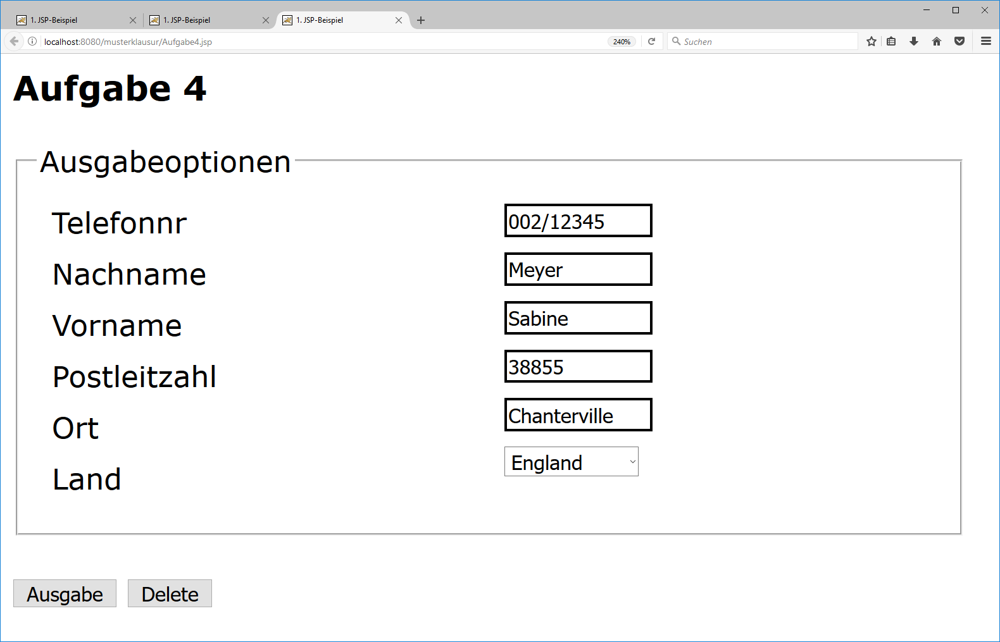 1. JSP-Beispiel
1. JSP-Beispiel
1. JSP-Beispiel
localhost:8080/musterklausur/Aufgabe4.jsp
240%
Suchen
Aufgabe 4
Ausgabeoptionen
Telefonnr 002/12345
Nachname Meyer
Vorname Sabine
Postleitzahl 38855
Ort Chanterville
Land England
Ausgabe Delete